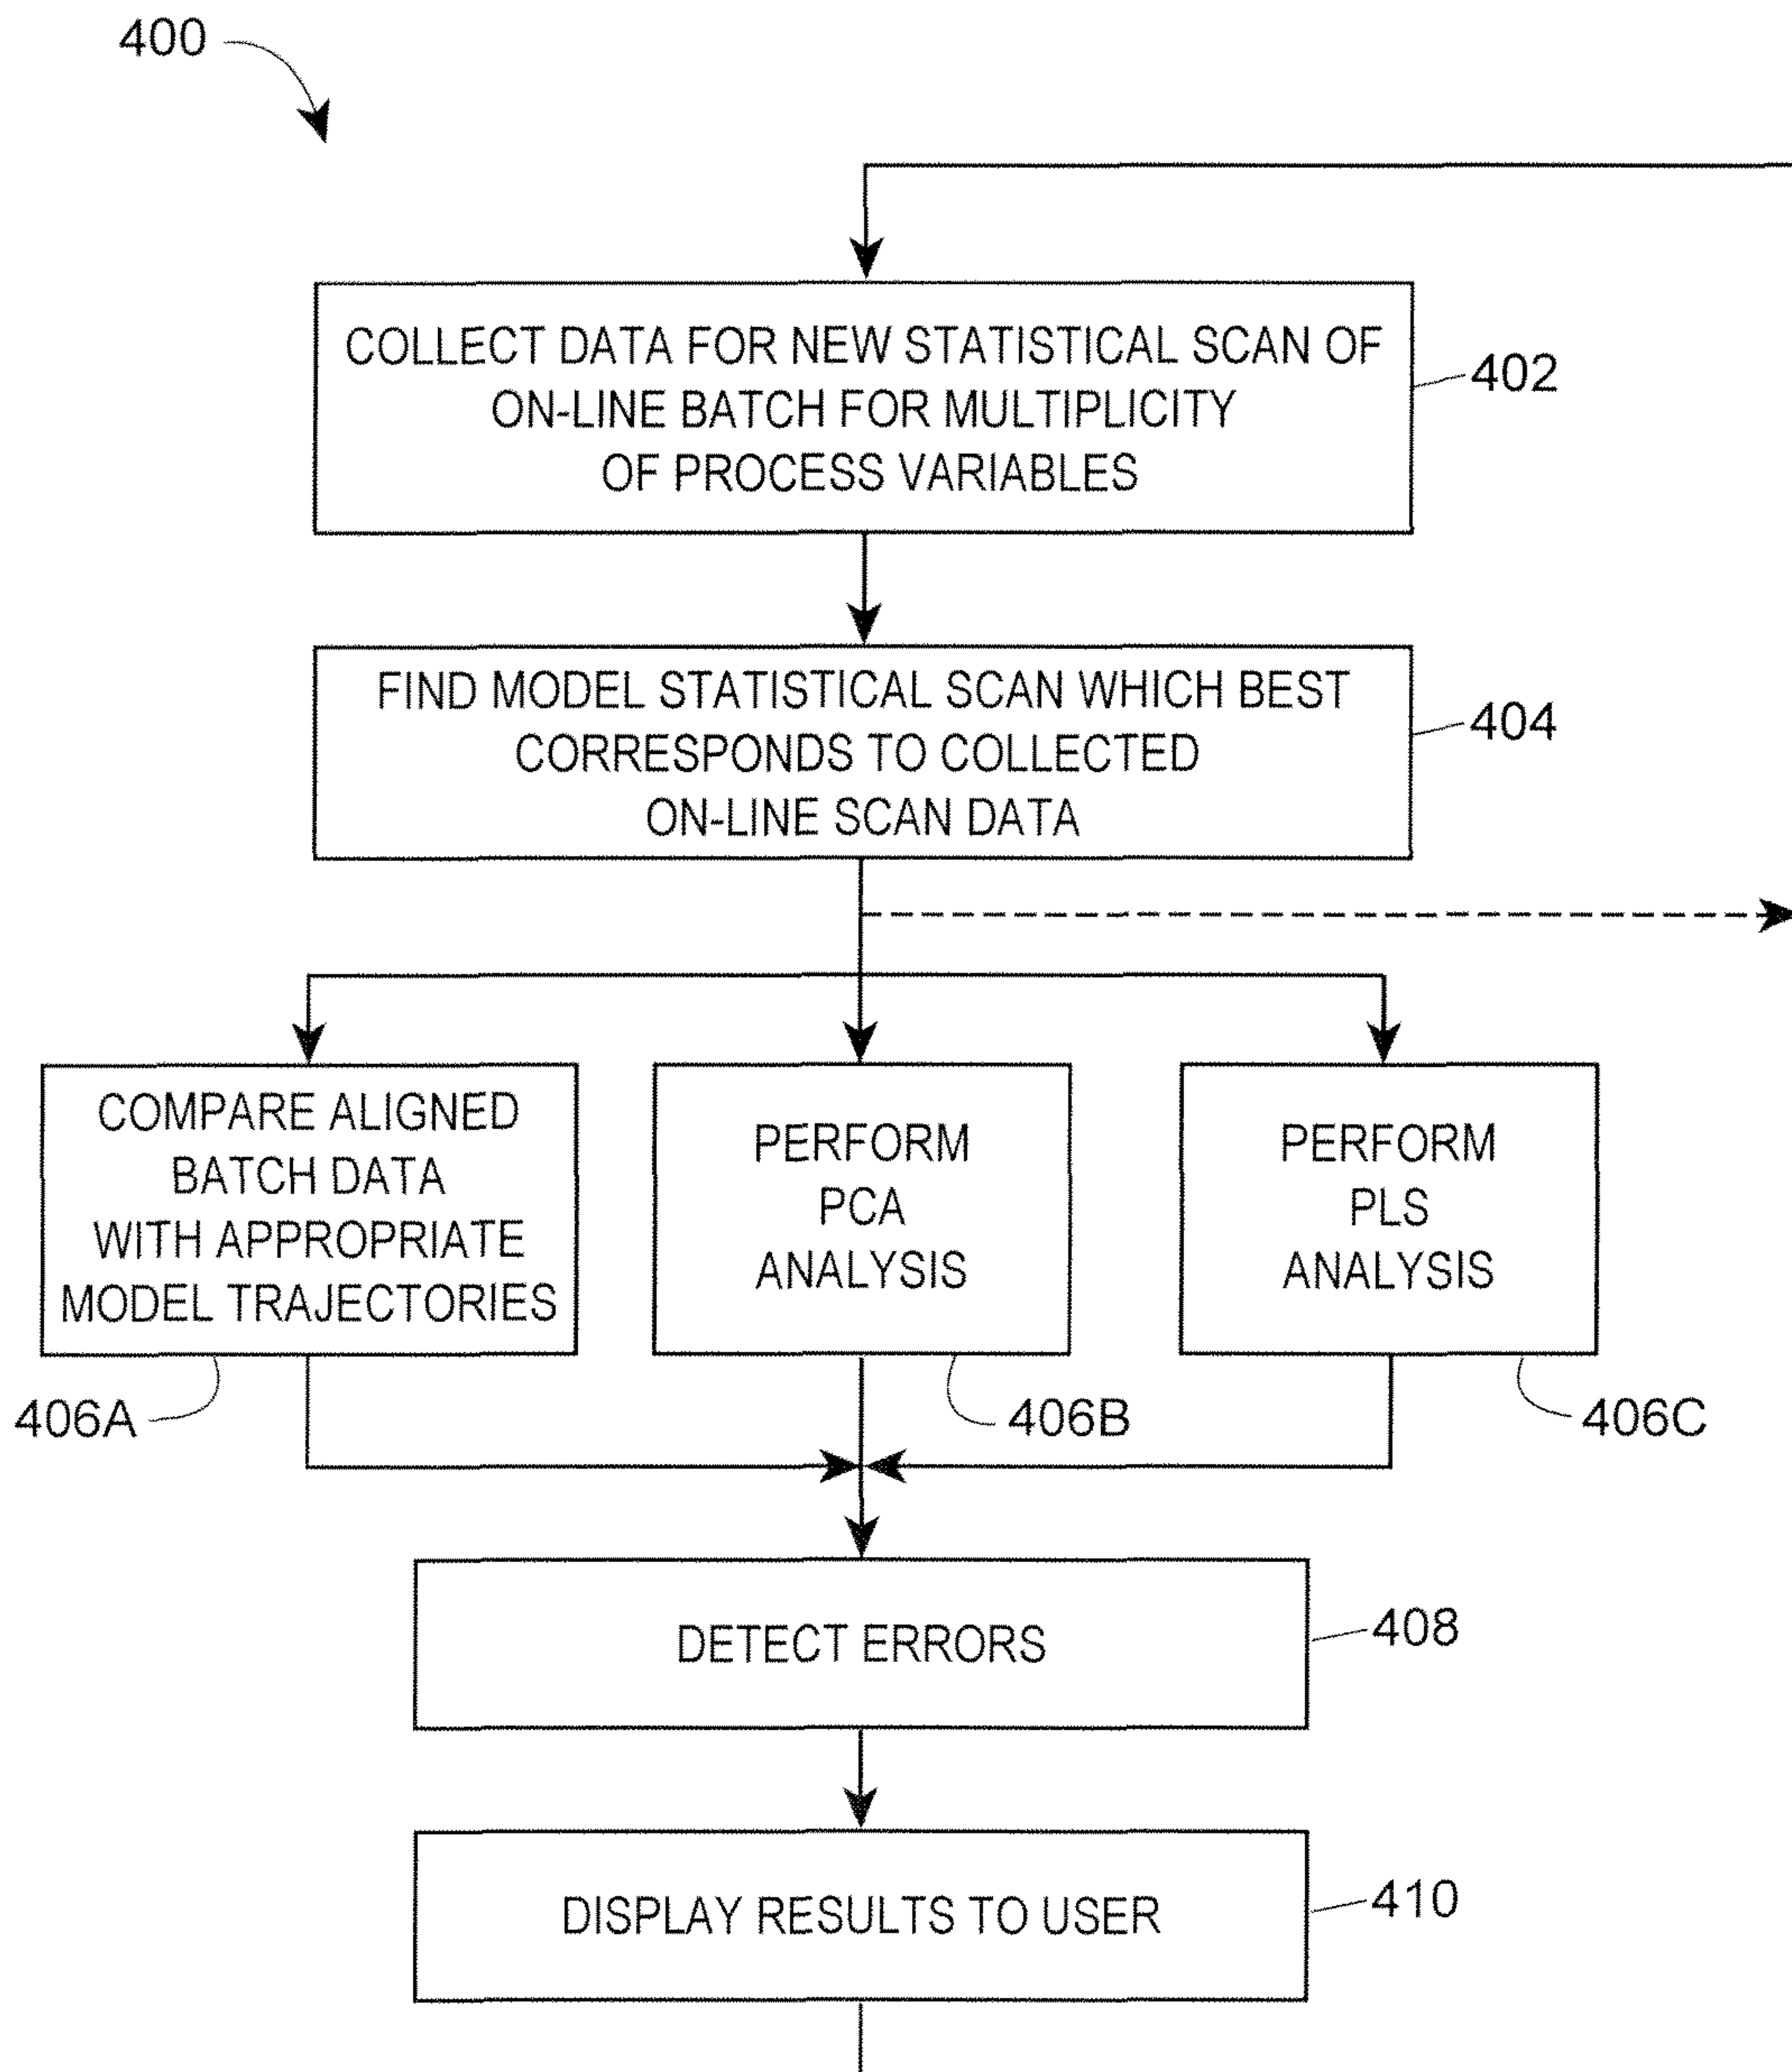 400
COLLECT DATA FOR NEW STATISTICAL SCAN OF
ON-LINE BATCH FOR MULTIPLICITY
OF PROCESS VARIABLES
402
FIND MODEL STATISTICAL SCAN WHICH BEST
CORRESPONDS TO COLLECTED
ON-LINE SCAN DATA
404
COMPARE ALIGNED
BATCH DATA
WITH APPROPRIATE
MODEL TRAJECTORIES
406A
PERFORM
PCA
ANALYSIS
406B
PERFORM
PLS
ANALYSIS
406C
DETECT ERRORS
408
DISPLAY RESULTS TO USER
410